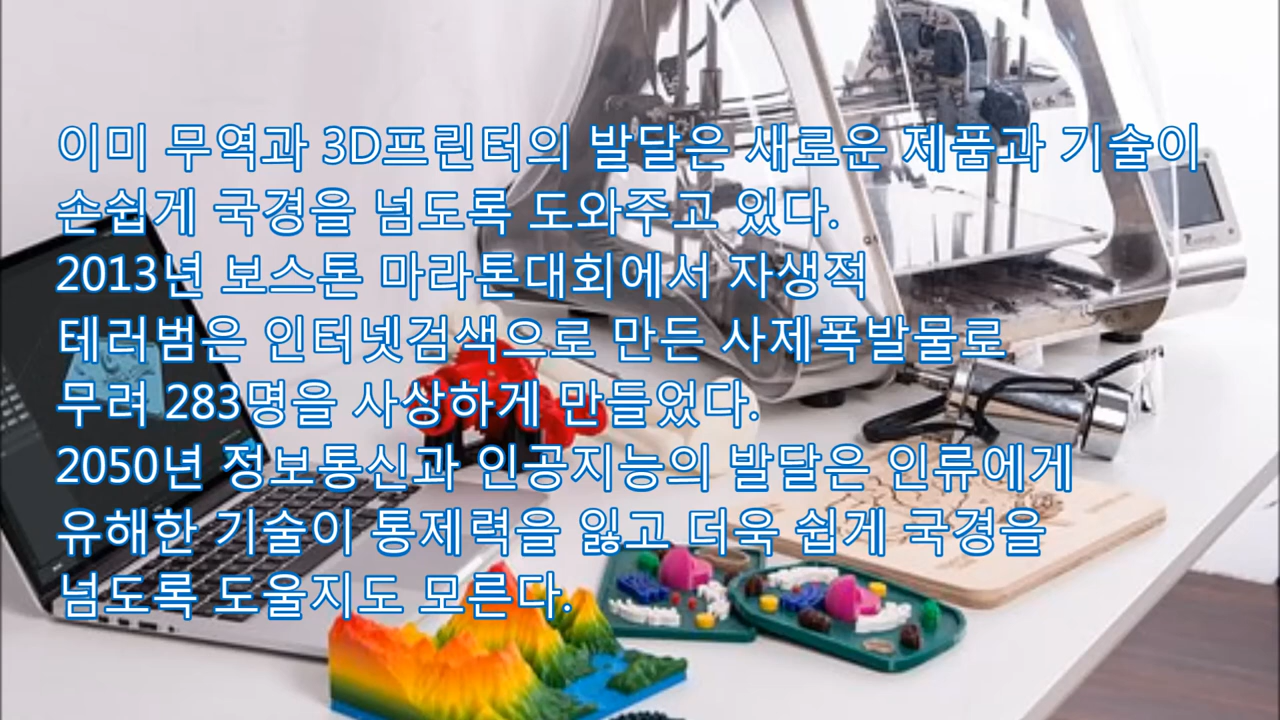 이미 무역과 3D프린터의 발달은 새로운 제품과 기술이
손쉽게 국경을 넘도록 도와주고 있다.
2013년 보스톤 마라톤대회에서 자생적
테러범은 인터넷검색으로 만든 사제폭발물로
무려 283명을 사상하게 만들었다.
2050년 정보통신과 인공지능의 발달은 인류에게
유해한 기술이 통제력을 잃고 더욱 쉽게 국경을
넘도록 도울지도 모른다.